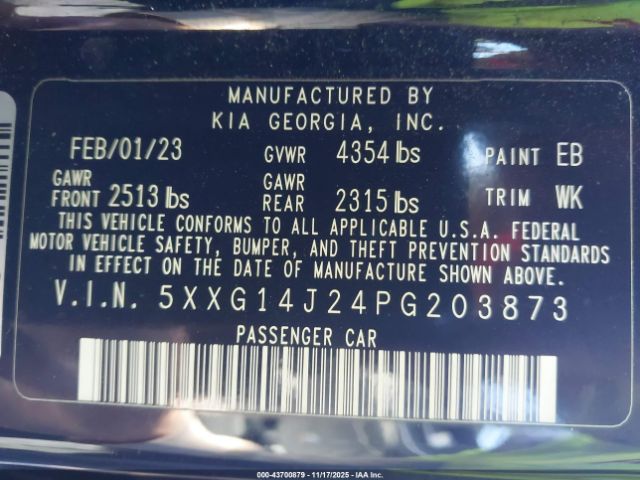 MANUFACTURED BY
KIA GEORGIA, INC.
FEB/01/23 GVWR 4354 lbs PAINT EB
GAWR FRONT 2513 lbs GAWR REAR 2315 lbs TRIM WK
THIS VEHICLE CONFORMS TO ALL APPLICABLE U.S.A. FEDERAL
MOTOR VEHICLE SAFETY, BUMPER, AND THEFT PREVENTION STANDARDS
IN EFFECT ON THE DATE OF MANUFACTURE SHOWN ABOVE.
V.I.N. 5XXG14J24PG203873
PASSENGER CAR
000-43700879 - 11/17/2025 - IAA Inc.